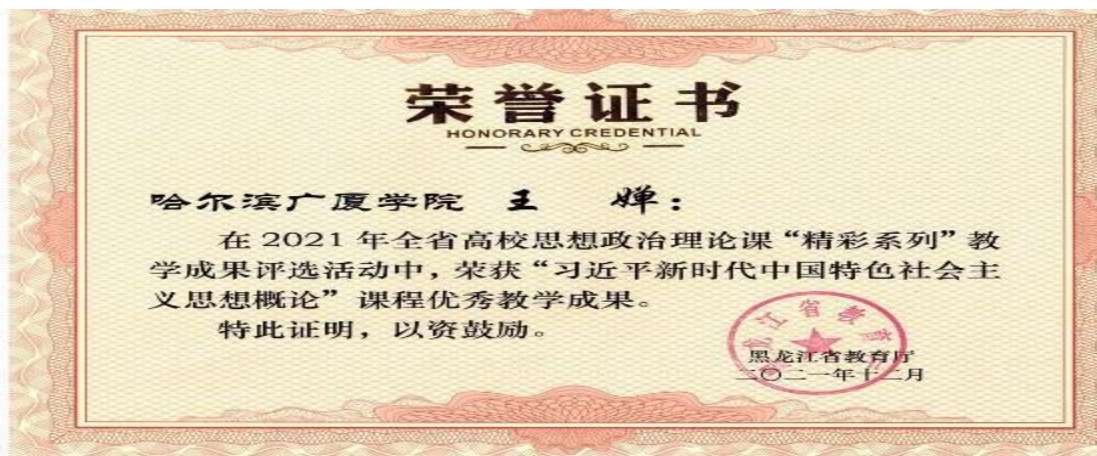 荣誉证书
HONORARY CREDENTIAL
哈尔滨广厦学院 王 婵：
在 2021 年全省高校思想政治理论课“精彩系列”教
学成果评选活动中，荣获“习近平新时代中国特色社会主
义思想概论”课程优秀教学成果。
特此证明，以资鼓励。
黑龙江省教育厅
二〇二一年十二月